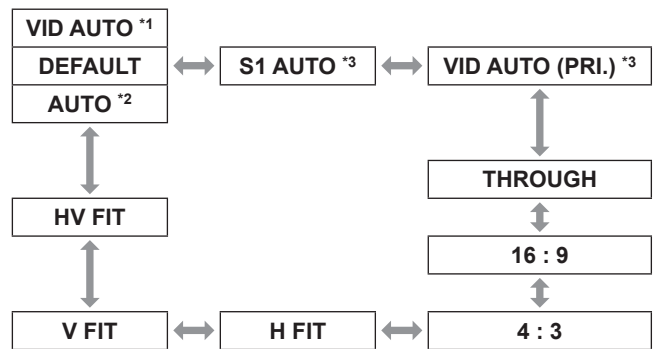 VID AUTO *1
DEFAULT
AUTO *2
S1 AUTO *3
VID AUTO (PRI.) *3
THROUGH
HV FIT
16 : 9
V FIT
H FIT
4 : 3